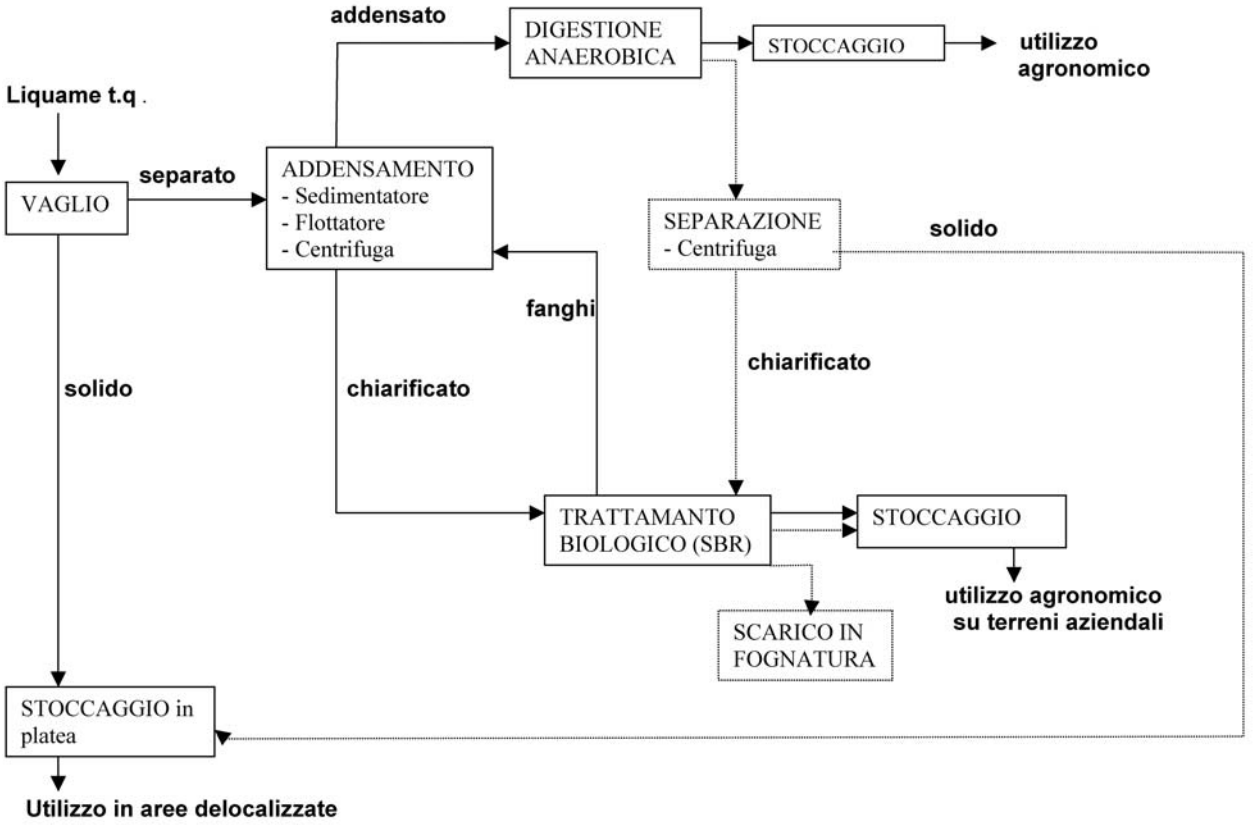 addensato
DIGESTIONE
ANAEROBICA
STOCCAGGIO
utilizzo
agronomico
Liquame t.q .
VAGLIO
separato
ADDENSAMENTO
- Sedimentatore
- Flottatore
- Centrifuga
SEPARAZIONE
- Centrifuga
solido
fanghi
solido
chiarificato
chiarificato
TRATTAMANTO
BIOLOGICO (SBR)
STOCCAGGIO
utilizzo agronomico
su terreni aziendali
SCARICO IN
FOGNATURA
STOCCAGGIO in
platea
Utilizzo in aree delocalizzate